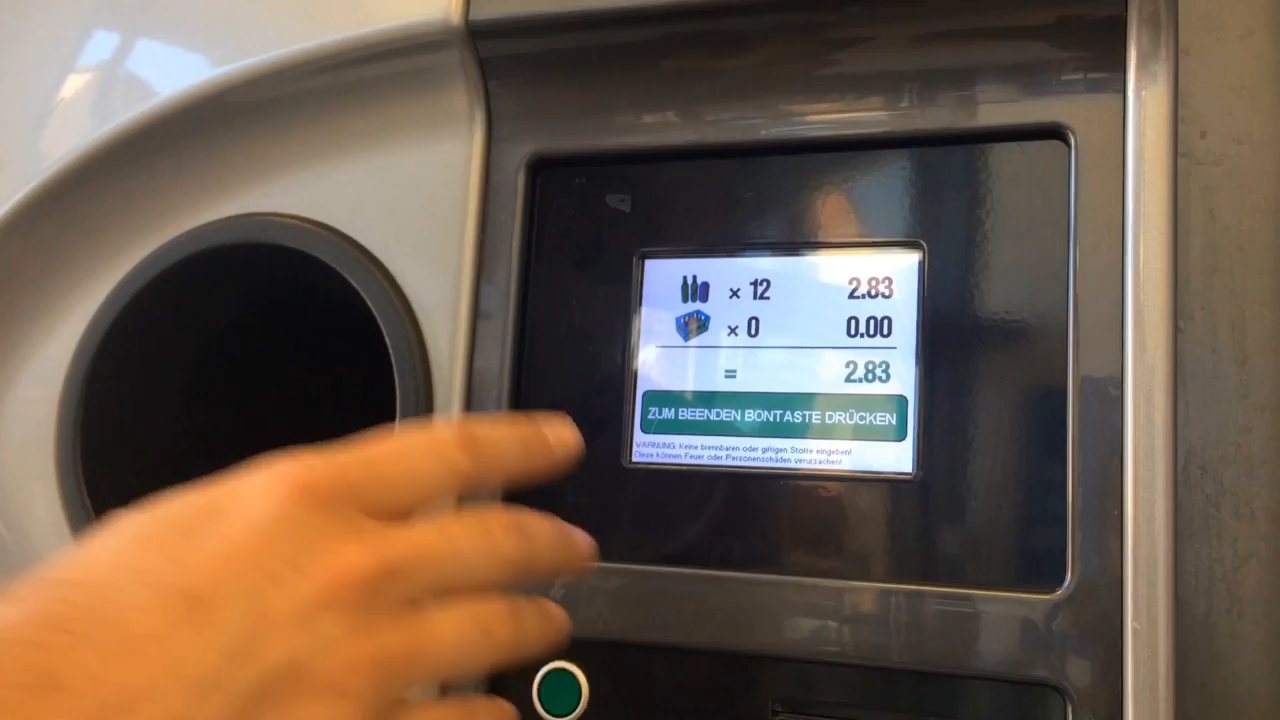 × 12 2.83
× 0 0.00
= 2.83
ZUM BEENDEN BONTASTE DRÜCKEN
WARNUNG: Keine brennbaren oder giftigen Stoffe eingeben!
Diese können Feuer oder Personenschäden verursachen!